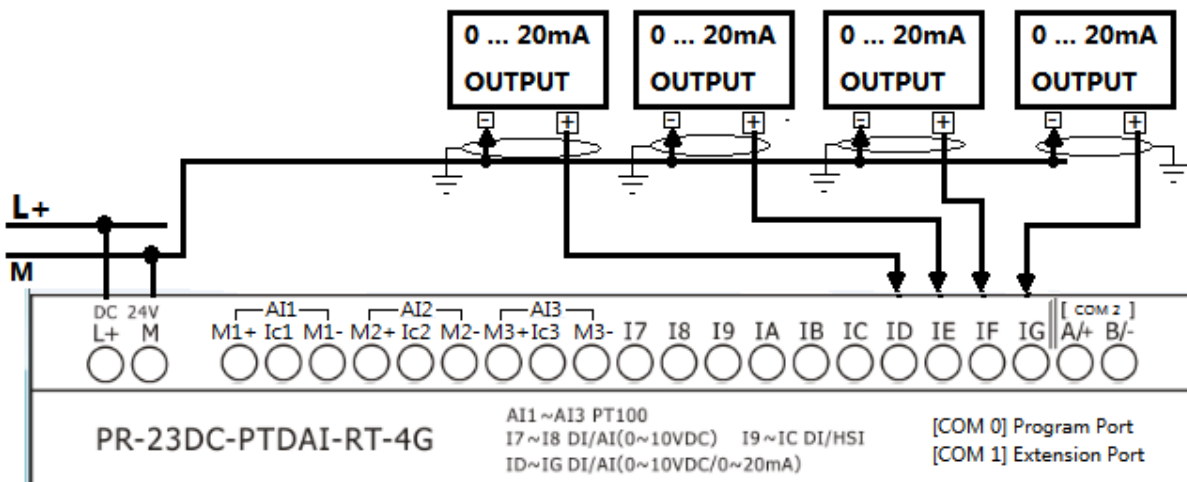 0 ... 20mA 0 ... 20mA 0 ... 20mA 0 ... 20mA
OUTPUT OUTPUT OUTPUT OUTPUT
- + - + - + - +
L+
M
DC 24V AI1 AI2 AI3 [ COM 2 ]
L+ M M1+ Ic1 M1- M2+ Ic2 M2- M3+ Ic3 M3- I7 I8 I9 IA IB IC ID IE IF IG A/+ B/-
AI1~AI3 PT100
PR-23DC-PTDAI-RT-4G
I7~I8 DI/AI(0~10VDC) I9~IC DI/HSI
ID~IG DI/AI(0~10VDC/0~20mA)
[COM 0] Program Port
[COM 1] Extension Port